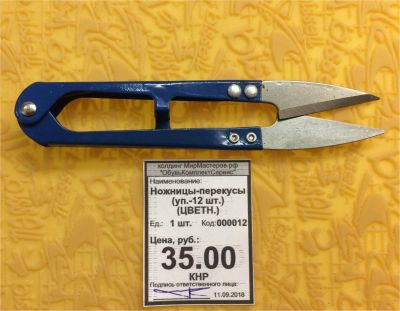 холдинг МирМастеров.рф
"ОбувьКомплектСервис"
Наименование:
Ножницы-перекусы
(уп.-12 шт.)
(ЦВЕТН.)
Ед.: 1 шт. Код:000012
Цена, руб.:
35.00
КНР
Подпись ответственного лица:
11.09.2018